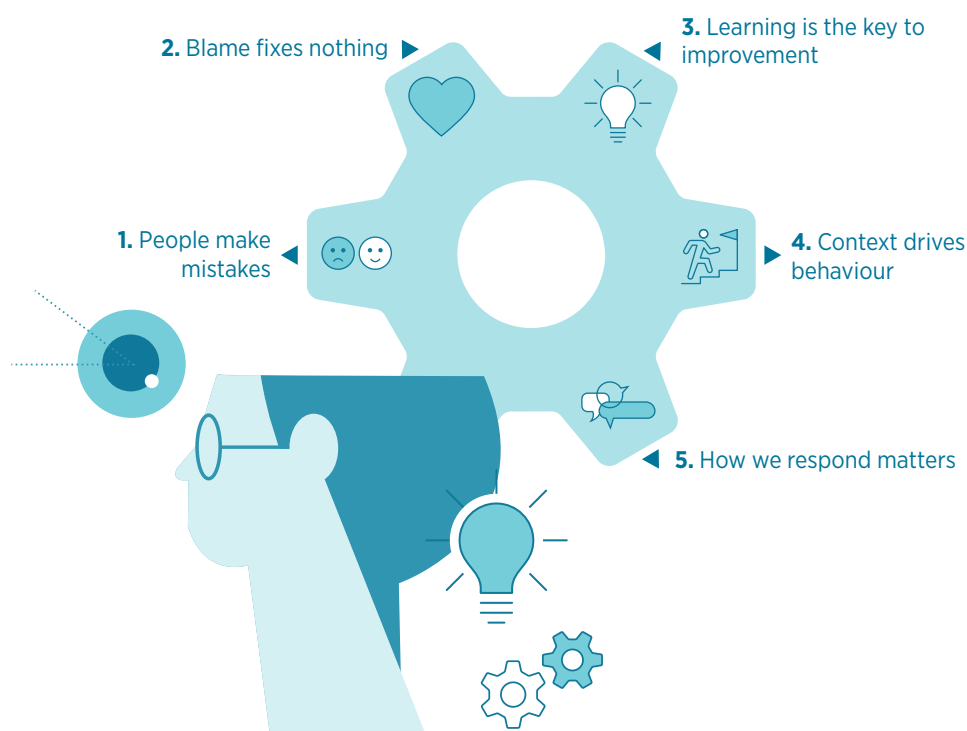 1. People make
mistakes
2. Blame fixes nothing
3. Learning is the key to
improvement
4. Context drives
behaviour
5. How we respond matters